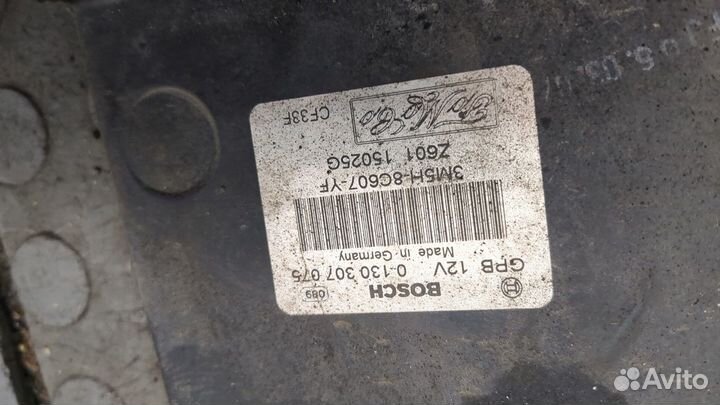 BOSCH
GPB 12V 0-130 307 075
089
Made in Germany
3M5H-8C607-YF
Z601 15025G
CF33F
Avito